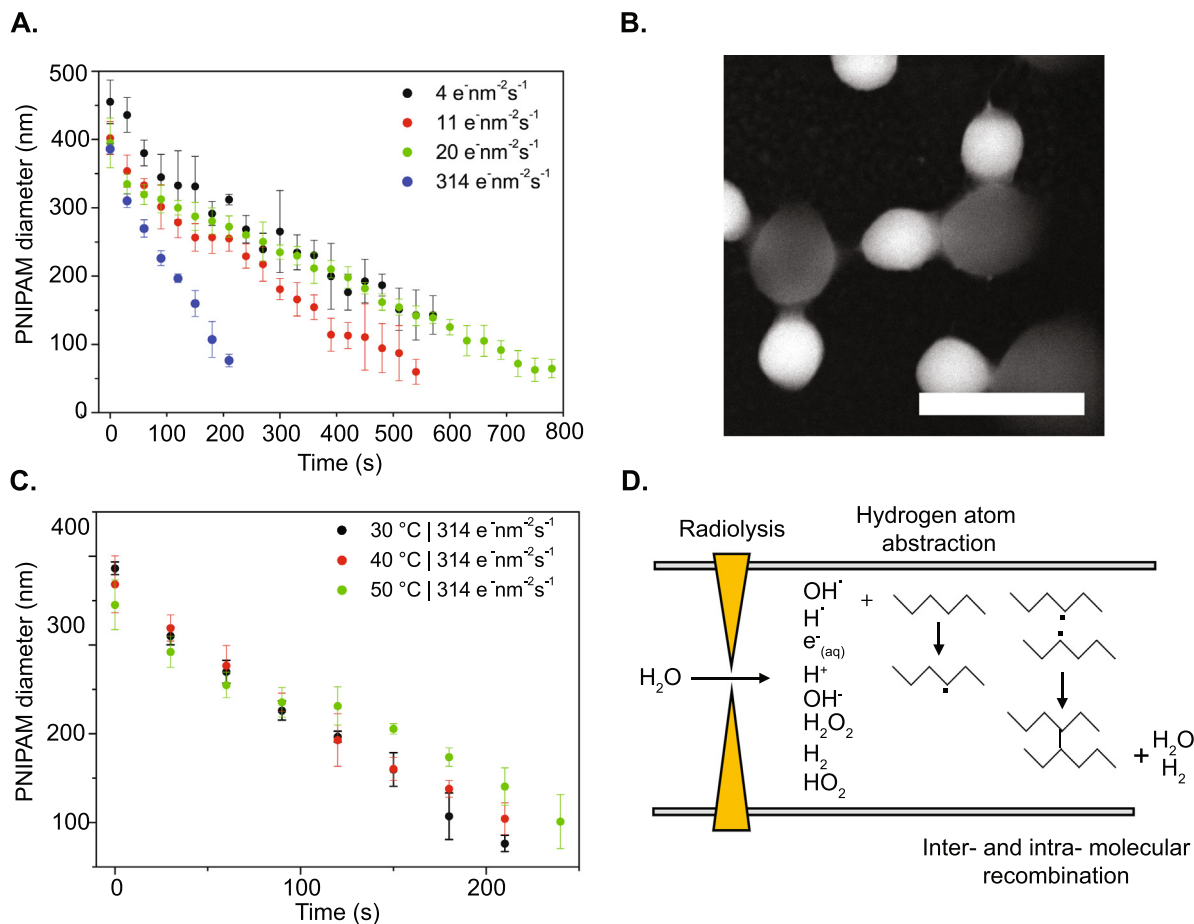 A.
500
400
300
200
100
0
PNIPAM diameter (nm)
4 e⁻nm⁻²s⁻¹
11 e⁻nm⁻²s⁻¹
20 e⁻nm⁻²s⁻¹
314 e⁻nm⁻²s⁻¹
0 100 200 300 400 500 600 700 800
Time (s)
B.
C.
400
300
200
100
PNIPAM diameter (nm)
30 °C | 314 e⁻nm⁻²s⁻¹
40 °C | 314 e⁻nm⁻²s⁻¹
50 °C | 314 e⁻nm⁻²s⁻¹
0 100 200
Time (s)
D.
Radiolysis
Hydrogen atom
abstraction
H₂O
OH˙
H˙
e⁻(aq)
H⁺
OH⁻
H₂O₂
H₂
HO₂
+
+ H₂O
H₂
Inter- and intra- molecular
recombination